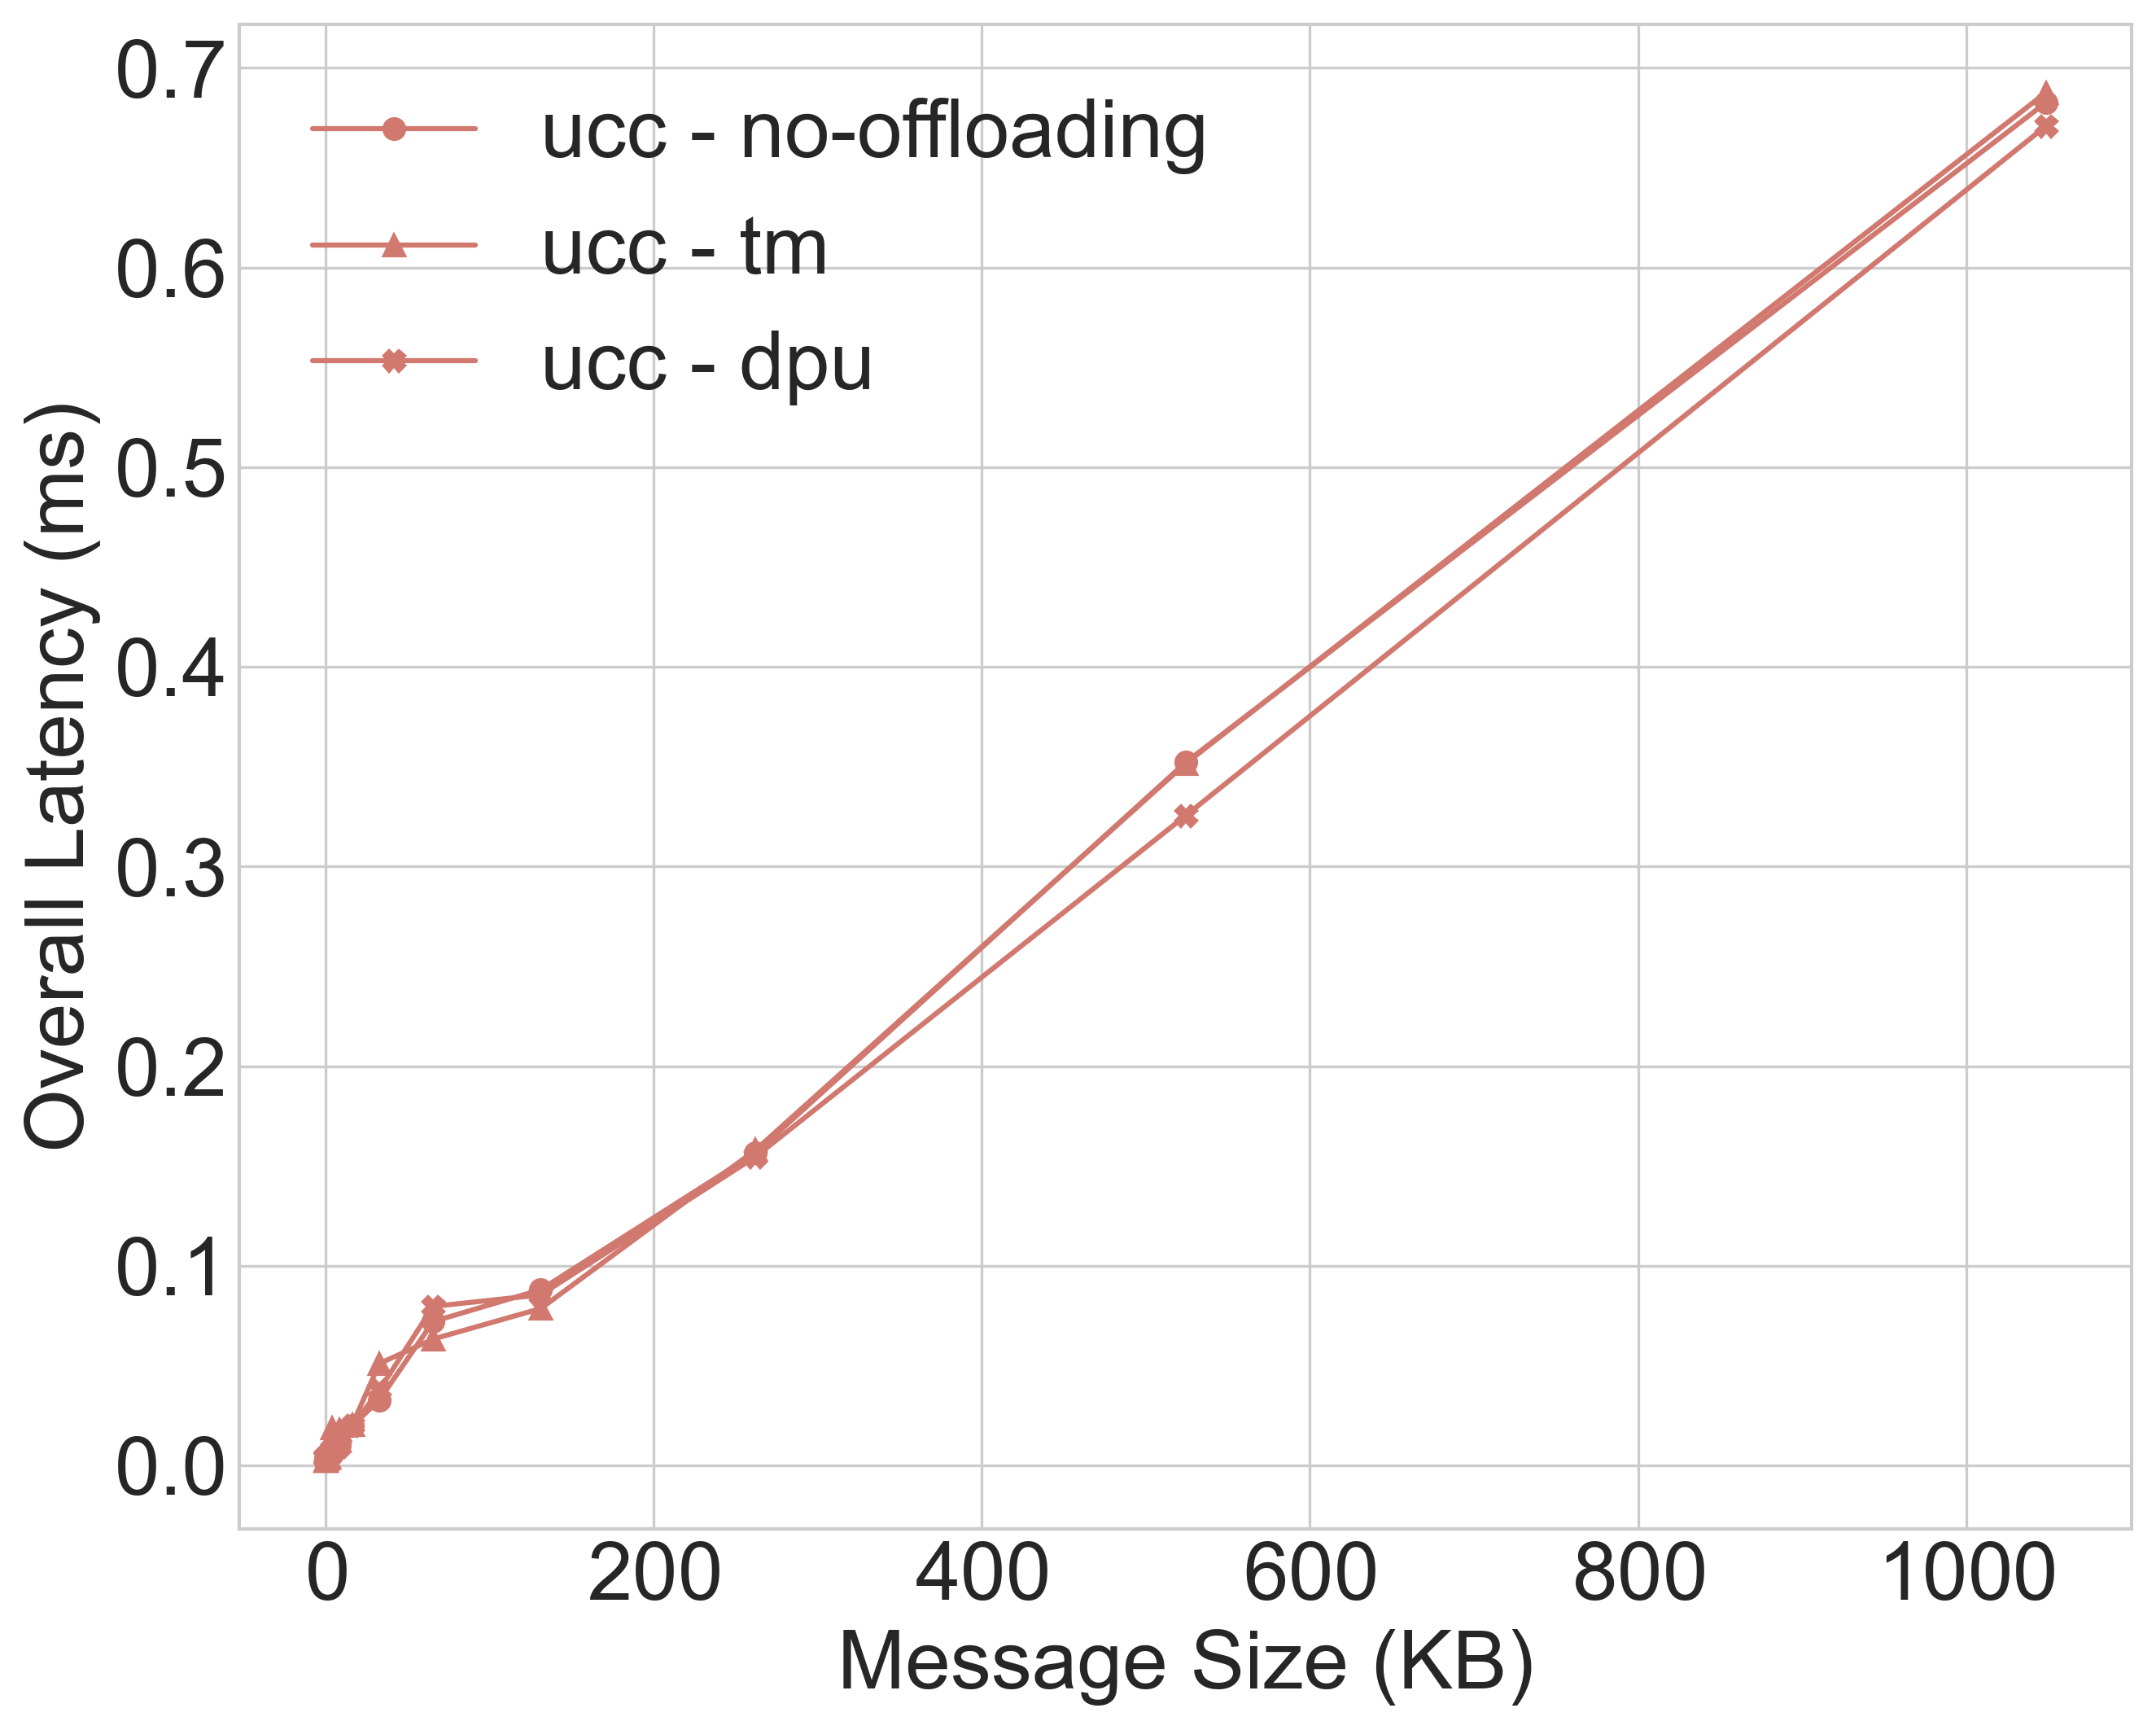 0.7
0.6
0.5
0.4
0.3
0.2
0.1
0.0
Overall Latency (ms)
ucc - no-offloading
ucc - tm
ucc - dpu
0 200 400 600 800 1000
Message Size (KB)